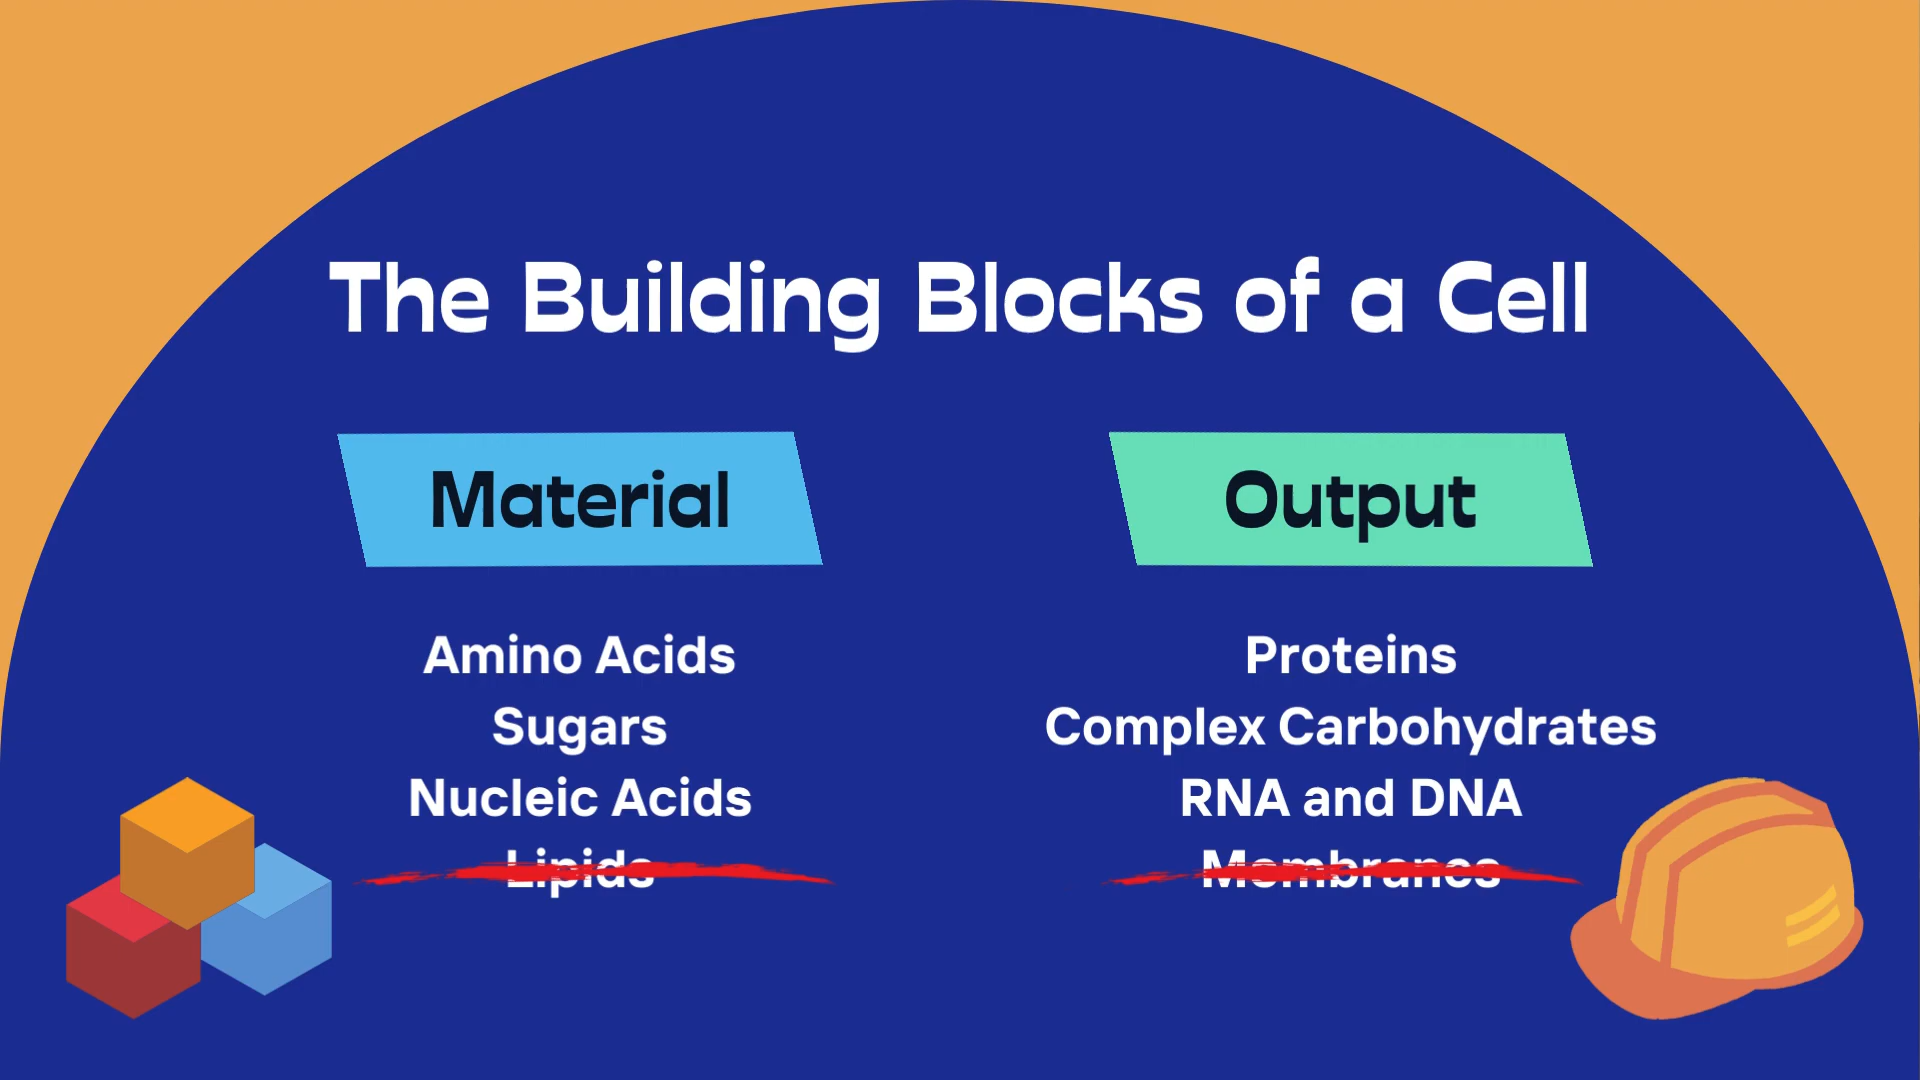 The Building Blocks of a Cell
Material
Output
Amino Acids
Proteins
Sugars
Complex Carbohydrates
Nucleic Acids
RNA and DNA
Lipids
Membranes